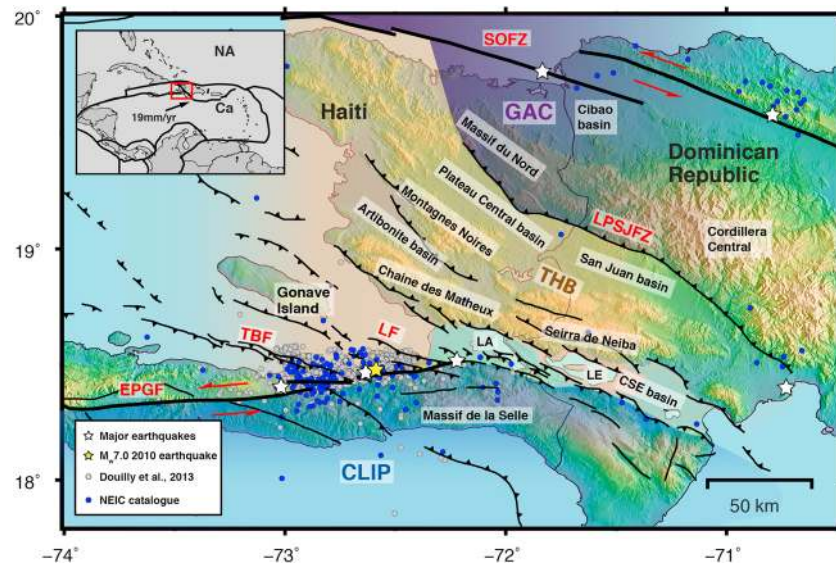 20°
19°
18°
−74°
−73°
−72°
−71°
NA
Ca
19mm/yr
SOFZ
GAC
Cibao
basin
Haiti
Massif du Nord
Dominican
Republic
Plateau Central basin
LPSJFZ
Montagnes Noires
Cordillera
Central
Artibonite basin
THB
San Juan basin
Gonave
Island
Chaine des Matheux
TBF
LF
LA
Seirra de Neiba
LE
CSE basin
EPGF
Massif de la Selle
CLIP
Major earthquakes
Mw7.0 2010 earthquake
Douilly et al., 2013
NEIC catalogue
50 km